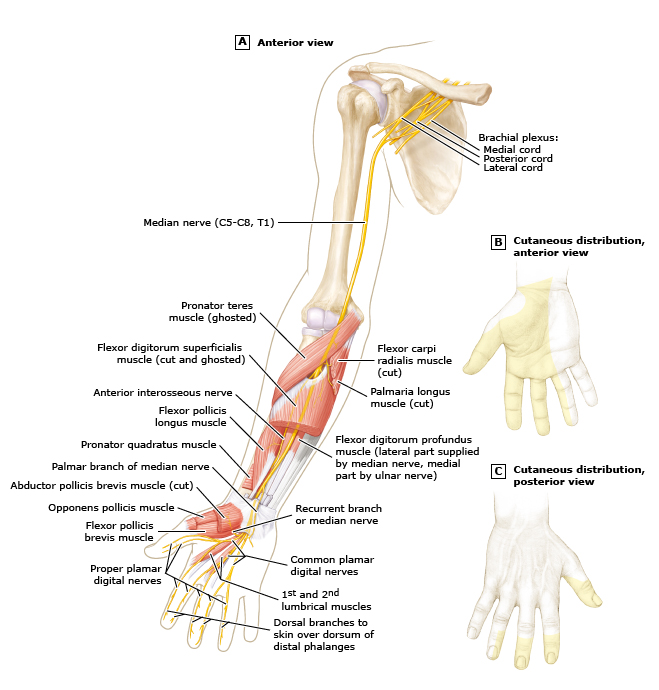 A Anterior view
Brachial plexus:
Medial cord
Posterior cord
Lateral cord
Median nerve (C5-C8, T1)
B Cutaneous distribution,
anterior view
Pronator teres
muscle (ghosted)
Flexor digitorum superficialis
muscle (cut and ghosted)
Flexor carpi
radialis muscle
(cut)
Anterior interosseous nerve
Palmaria longus
muscle (cut)
Flexor pollicis
longus muscle
Pronator quadratus muscle
Flexor digitorum profundus
muscle (lateral part supplied
by median nerve, medial
part by ulnar nerve)
Palmar branch of median nerve
C Cutaneous distribution,
posterior view
Abductor pollicis brevis muscle (cut)
Opponens pollicis muscle
Recurrent branch
or median nerve
Flexor pollicis
brevis muscle
Common plamar
digital nerves
Proper plamar
digital nerves
1st and 2nd
lumbrical muscles
Dorsal branches to
skin over dorsum of
distal phalanges